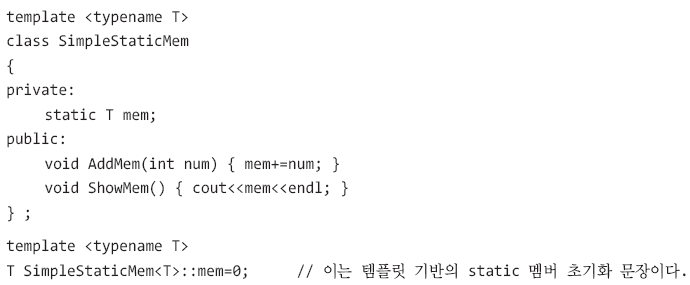 template <typename T>
class SimpleStaticMem
{
private:
    static T mem;
public:
    void AddMem(int num) { mem+=num; }
    void ShowMem() { cout<<mem<<endl; }
} ;
template <typename T>
T SimpleStaticMem<T>::mem=0;     // 이는 템플릿 기반의 static 멤버 초기화 문장이다.